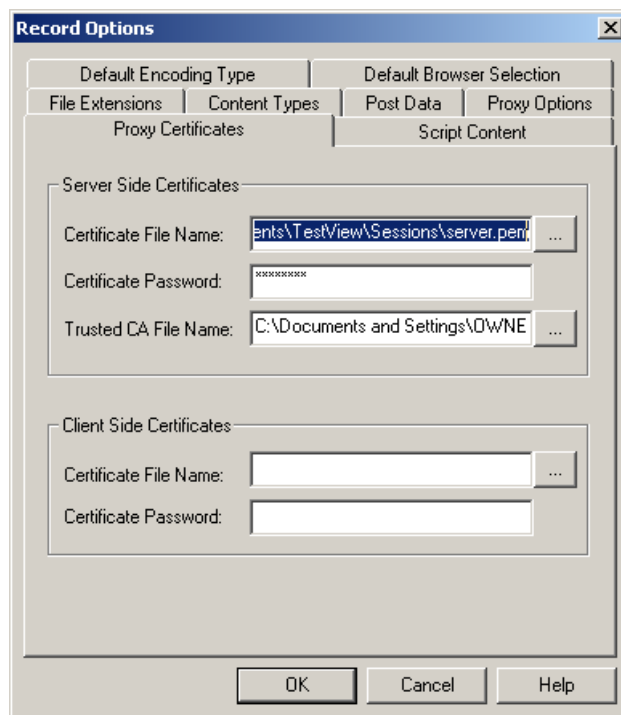 Record Options
Default Encoding Type Default Browser Selection
File Extensions Content Types Post Data Proxy Options
Proxy Certificates Script Content
Server Side Certificates
Certificate File Name: ents\TestView\Sessions\server.pem ...
Certificate Password: ********
Trusted CA File Name: C:\Documents and Settings\OWNE ...
Client Side Certificates
Certificate File Name: ...
Certificate Password:
OK Cancel Help